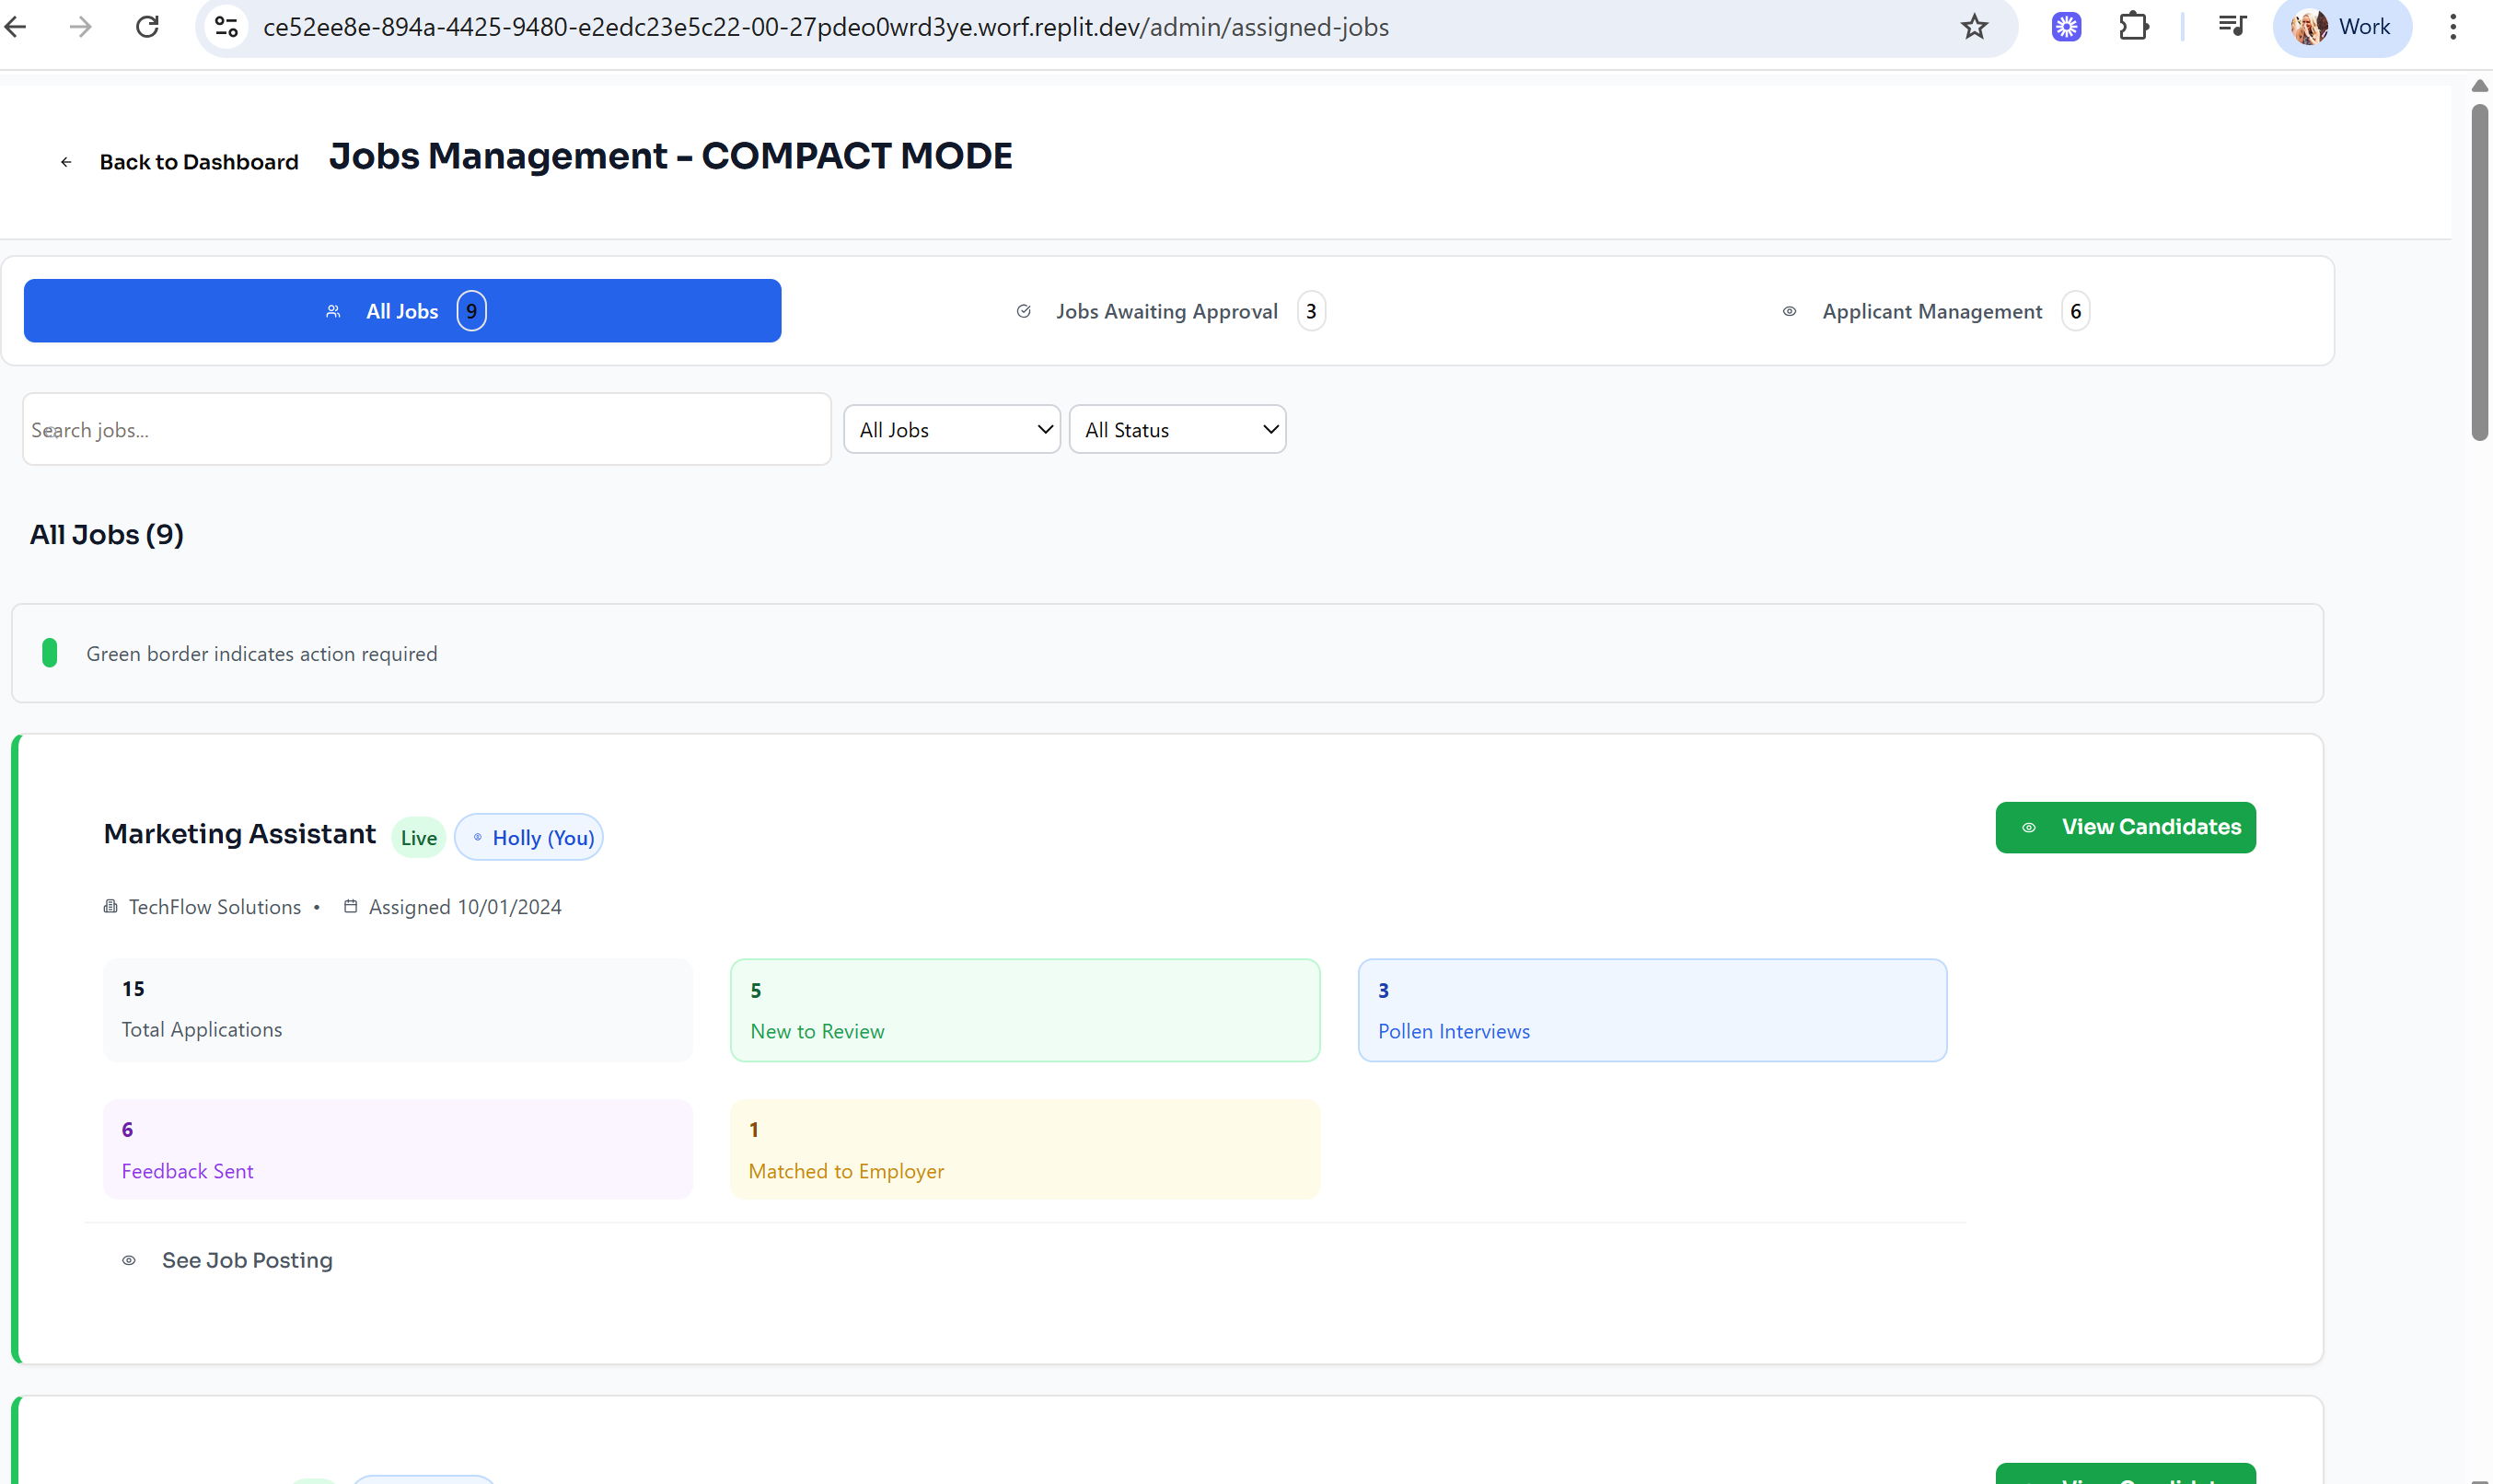 ce52ee8e-894a-4425-9480-e2edc23e5c22-00-27pdeo0wrd3ye.worf.replit.dev/admin/assigned-jobs
Work
Back to Dashboard Jobs Management - COMPACT MODE
All Jobs 9 Jobs Awaiting Approval 3 Applicant Management 6
Search jobs... All Jobs All Status
All Jobs (9)
Green border indicates action required
Marketing Assistant Live Holly (You) View Candidates
TechFlow Solutions • Assigned 10/01/2024
15 5 3
Total Applications New to Review Pollen Interviews
6 1
Feedback Sent Matched to Employer
See Job Posting